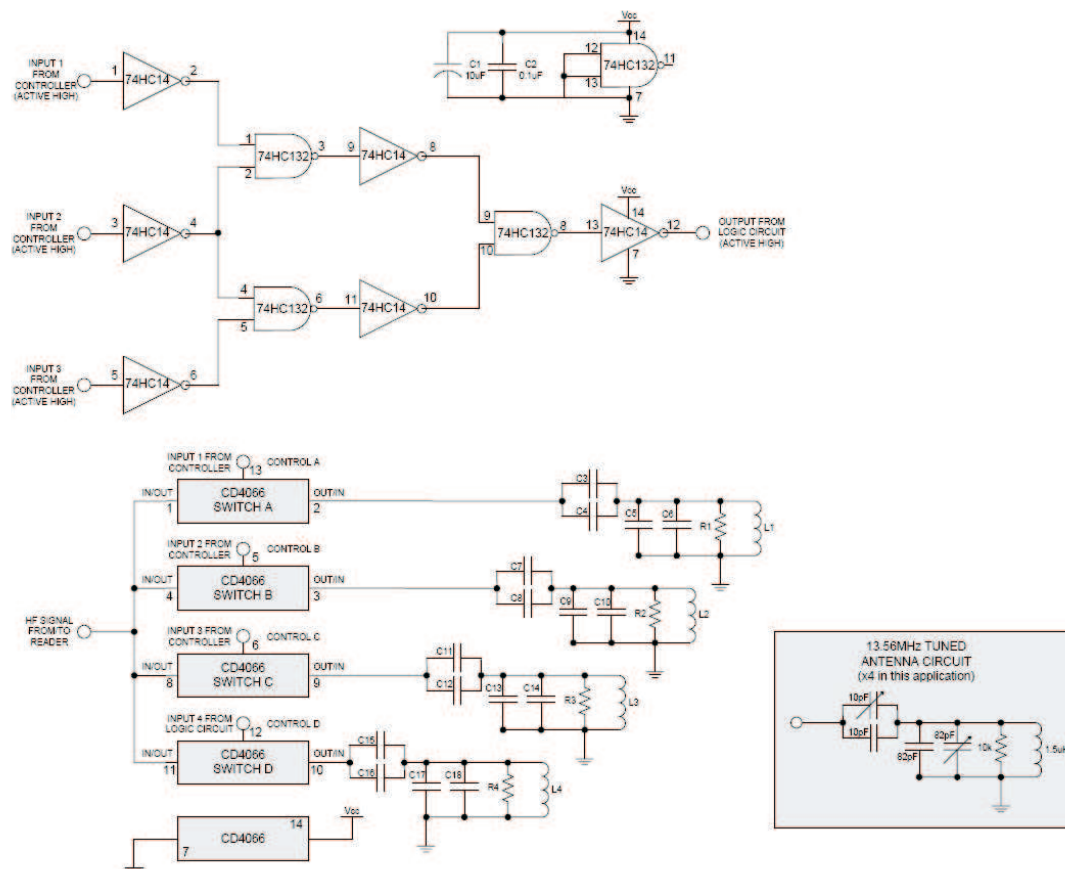 INPUT 1
FROM
CONTROLLER
(ACTIVE HIGH)
1
74HC14
2
Vcc
14
12
74HC132
11
13
7
C1
10uF
C2
0.1uF
1
2
74HC132
3
9
74HC14
8
INPUT 2
FROM
CONTROLLER
(ACTIVE HIGH)
3
74HC14
4
9
10
74HC132
8
13
Vcc
14
74HC14
7
12
OUTPUT FROM
LOGIC CIRCUIT
(ACTIVE HIGH)
4
5
74HC132
6
11
74HC14
10
INPUT 3
FROM
CONTROLLER
(ACTIVE HIGH)
5
74HC14
6
INPUT 1 FROM
CONTROLLER
13
CONTROL A
IN/OUT
1
CD4066
SWITCH A
OUT/IN
2
C3
C4
C5
C6
R1
L1
INPUT 2 FROM
CONTROLLER
5
CONTROL B
IN/OUT
4
CD4066
SWITCH B
OUT/IN
3
C7
C8
C9
C10
R2
L2
HF SIGNAL
FROM/TO
READER
INPUT 3 FROM
CONTROLLER
6
CONTROL C
IN/OUT
8
CD4066
SWITCH C
OUT/IN
9
C11
C12
C13
C14
R3
L3
INPUT 4 FROM
LOGIC CIRCUIT
12
CONTROL D
IN/OUT
11
CD4066
SWITCH D
OUT/IN
10
C15
C16
C17
C18
R4
L4
7
CD4066
14
Vcc
13.56MHz TUNED
ANTENNA CIRCUIT
(x4 in this application)
10pF
10pF
82pF
82pF
10k
1.5uH